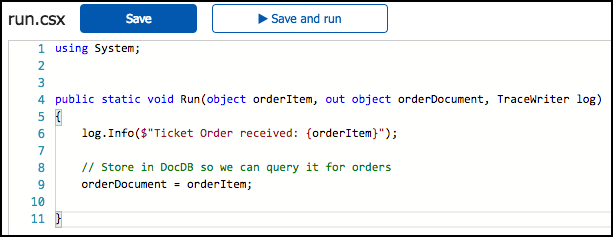 run.csx Save ▶ Save and run
1 using System;
2
3
4 public static void Run(object orderItem, out object orderDocument, TraceWriter log)
5 {
6 log.Info($"Ticket Order received: {orderItem}");
7
8 // Store in DocDB so we can query it for orders
9 orderDocument = orderItem;
10
11 }